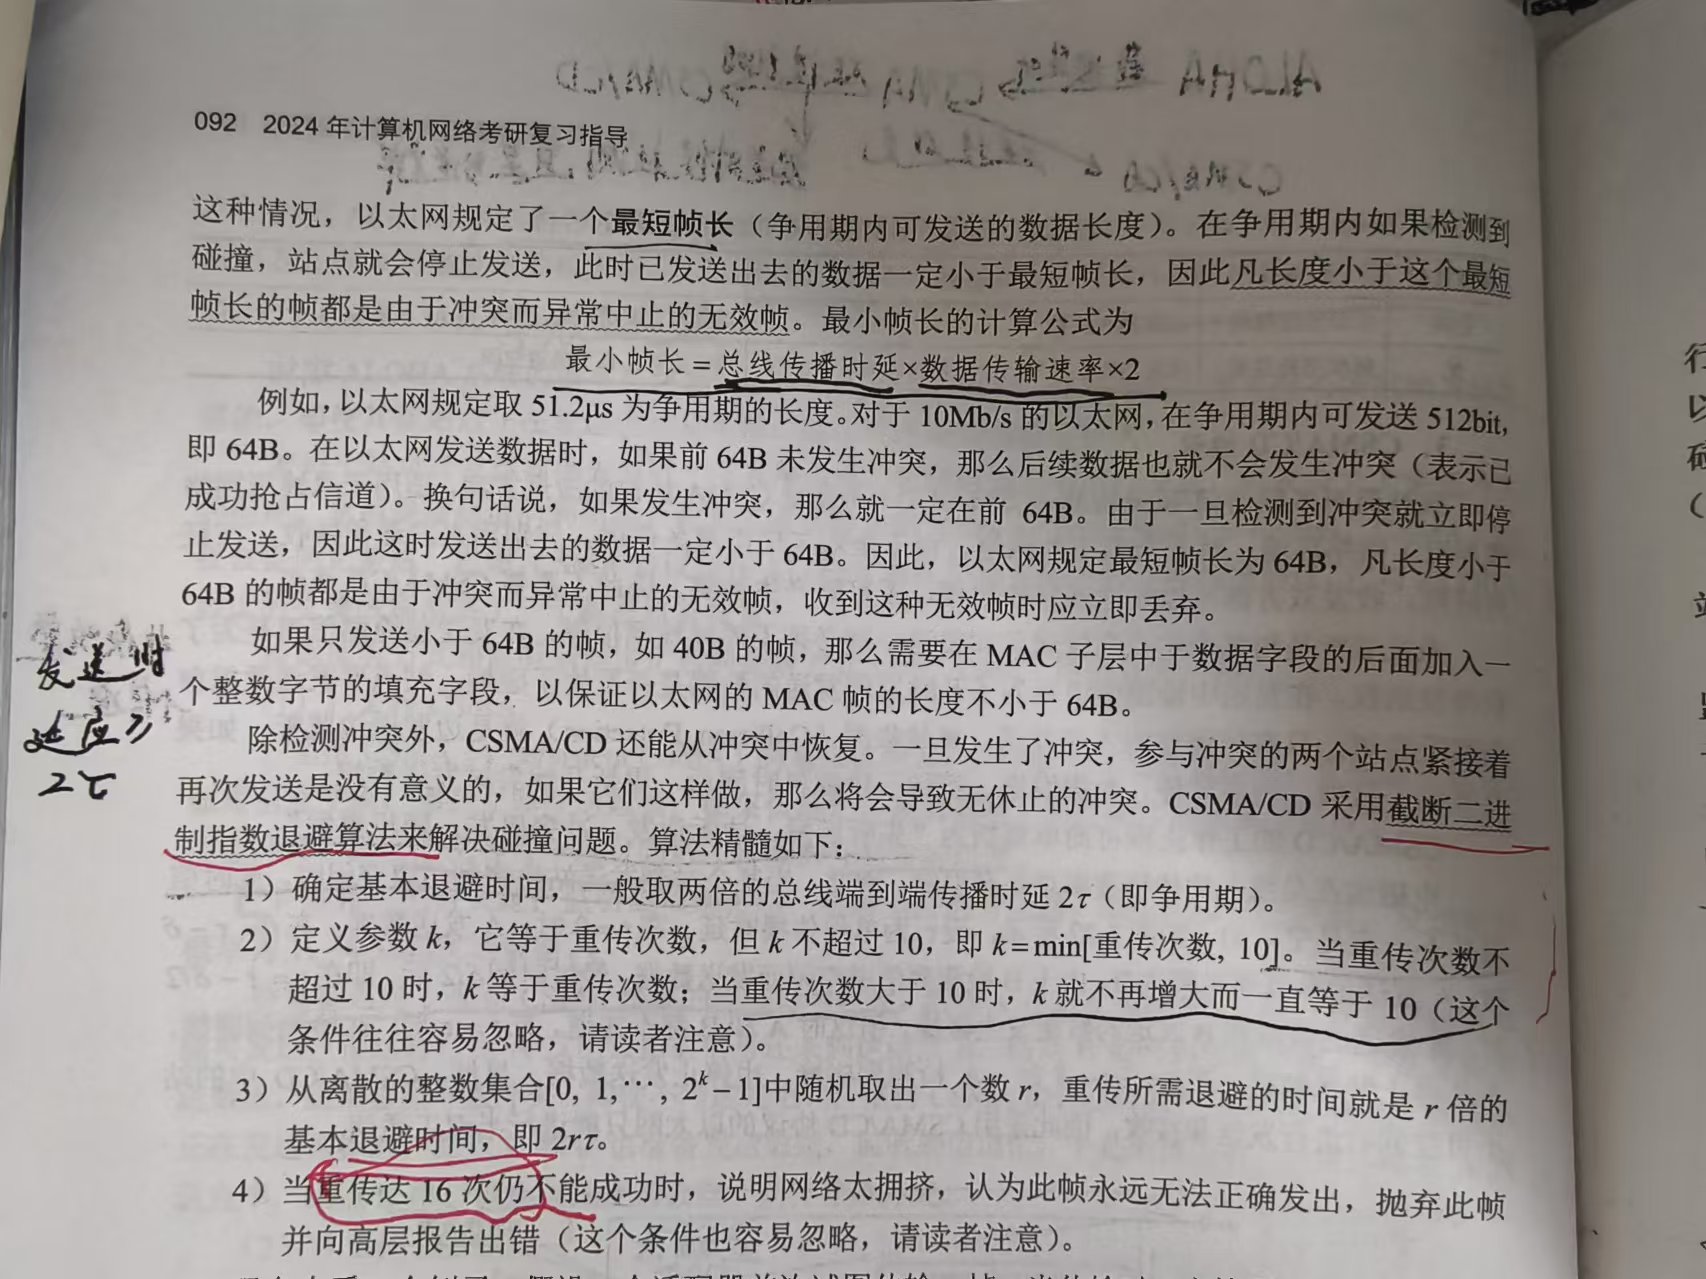 092 2024年计算机网络考研复习指导
这种情况，以太网规定了一个最短帧长（争用期内可发送的数据长度）。在争用期内如果检测到
碰撞，站点就会停止发送，此时已发送出去的数据一定小于最短帧长，因此凡长度小于这个最短
帧长的帧都是由于冲突而异常中止的无效帧。最小帧长的计算公式为
最小帧长=总线传播时延×数据传输速率×2
例如，以太网规定取 51.2μs 为争用期的长度。对于 10Mb/s 的以太网，在争用期内可发送 512bit，
即 64B。在以太网发送数据时，如果前 64B 未发生冲突，那么后续数据也就不会发生冲突（表示已
成功抢占信道）。换句话说，如果发生冲突，那么就一定在前 64B。由于一旦检测到冲突就立即停
止发送，因此这时发送出去的数据一定小于 64B。因此，以太网规定最短帧长为 64B，凡长度小于
64B 的帧都是由于冲突而异常中止的无效帧，收到这种无效帧时应立即丢弃。
如果只发送小于 64B 的帧，如 40B 的帧，那么需要在 MAC 子层中于数据字段的后面加入一
个整数字节的填充字段，以保证以太网的 MAC 帧的长度不小于 64B。
发送时
延应≥
2τ
除检测冲突外，CSMA/CD 还能从冲突中恢复。一旦发生了冲突，参与冲突的两个站点紧接着
再次发送是没有意义的，如果它们这样做，那么将会导致无休止的冲突。CSMA/CD 采用截断二进
制指数退避算法来解决碰撞问题。算法精髓如下：
1）确定基本退避时间，一般取两倍的总线端到端传播时延 2τ（即争用期）。
2）定义参数 k，它等于重传次数，但 k 不超过 10，即 k=min[重传次数, 10]。当重传次数不
超过 10 时，k 等于重传次数；当重传次数大于 10 时，k 就不再增大而一直等于 10（这个
条件往往容易忽略，请读者注意）。
3）从离散的整数集合[0, 1,…, 2^k－1]中随机取出一个数 r，重传所需退避的时间就是 r 倍的
基本退避时间，即 2rτ。
4）当重传达 16 次仍不能成功时，说明网络太拥挤，认为此帧永远无法正确发出，抛弃此帧
并向高层报告出错（这个条件也容易忽略，请读者注意）。